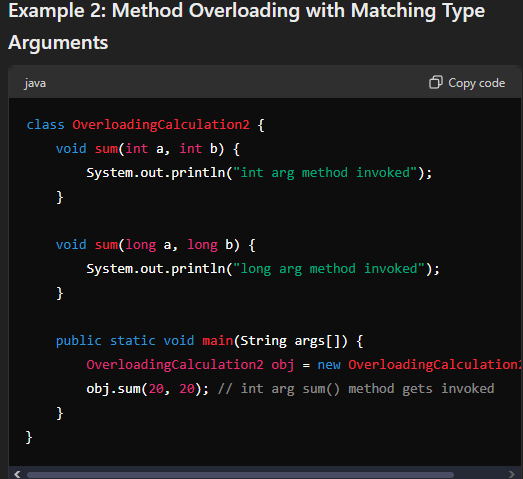 Example 2: Method Overloading with Matching Type
Arguments
java
Copy code
class OverloadingCalculation2 {
    void sum(int a, int b) {
        System.out.println("int arg method invoked");
    }

    void sum(long a, long b) {
        System.out.println("long arg method invoked");
    }

    public static void main(String args[]) {
        OverloadingCalculation2 obj = new OverloadingCalculation2
        obj.sum(20, 20); // int arg sum() method gets invoked
    }
}